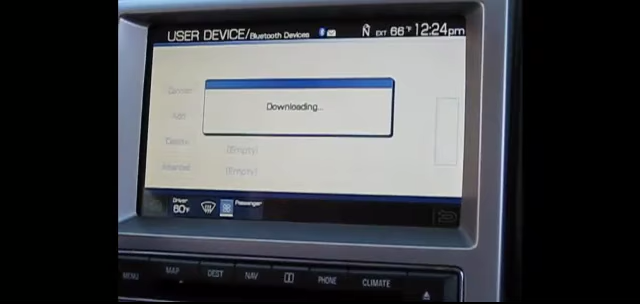 USER DEVICE/Bluetooth Devices
N EXT 66°F 12:24pm
Downloading...
Add
(Empty)
(Empty)
Driver
60°F
Passenger
MENU MAP DEST NAV PHONE CLIMATE